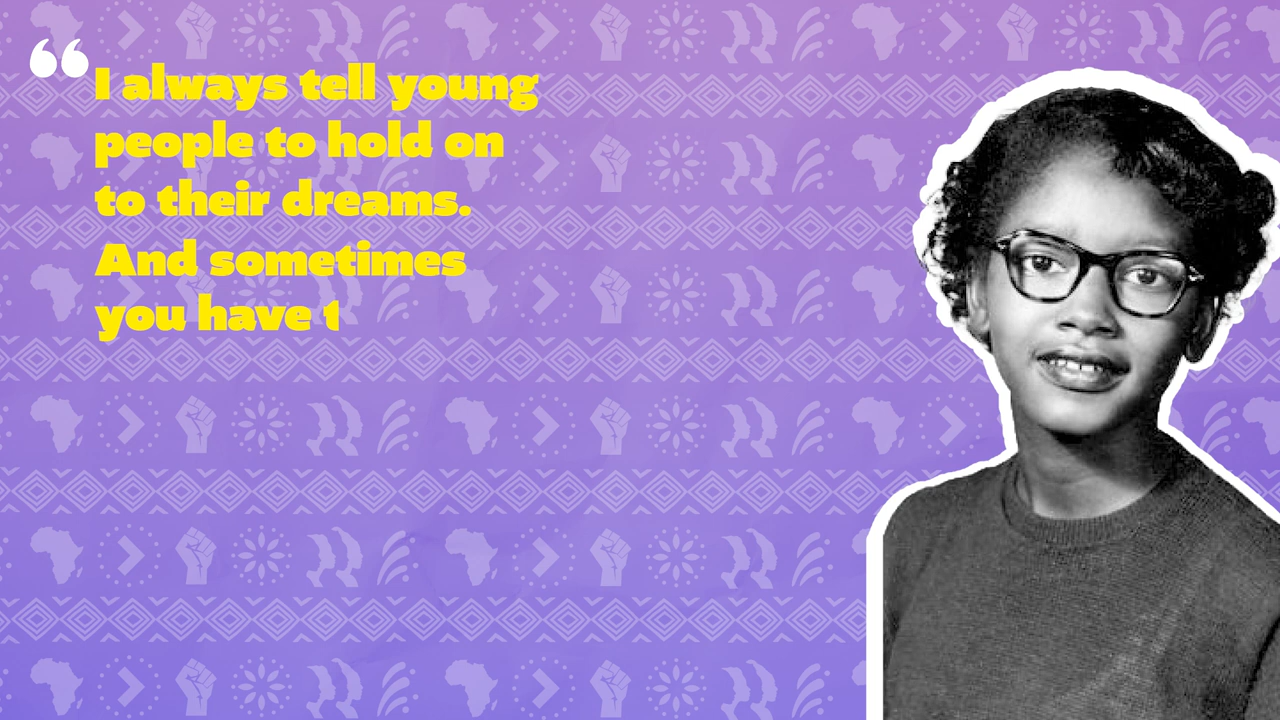 “I always tell young
people to hold on
to their dreams.
And sometimes
you have t